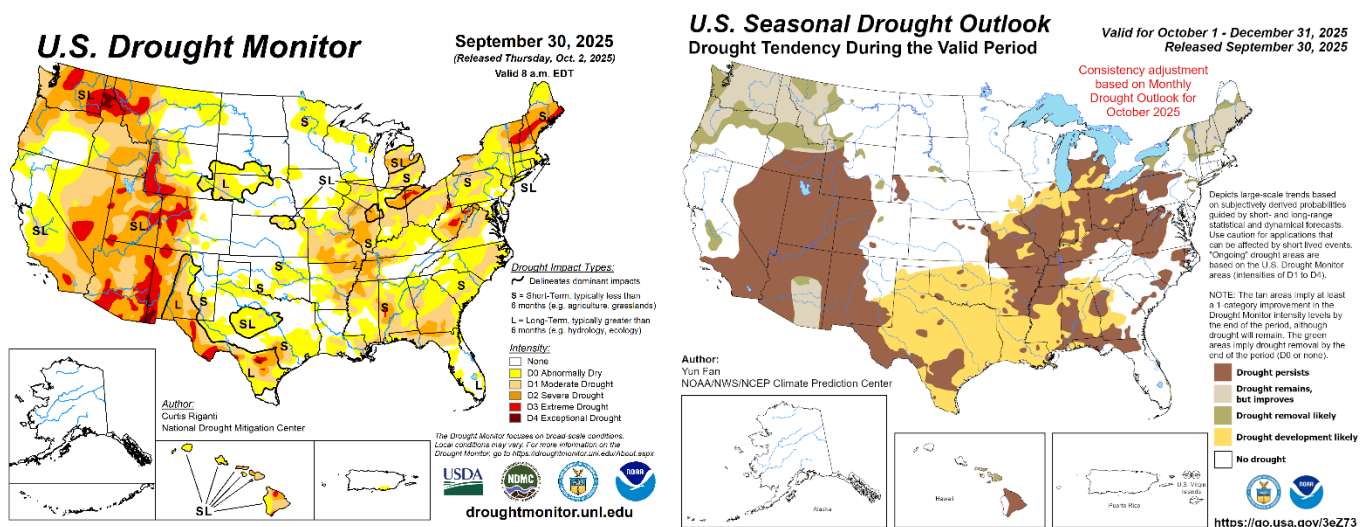 U.S. Drought Monitor
September 30, 2025
(Released Thursday, Oct. 2, 2025)
Valid 8 a.m. EDT
SL
S
S
SL
S
L
SL
S
SL
SL
S
SL
S
S
L
S
S
S
SL
S
L
S
L
Drought Impact Types:
Delineates dominant impacts
S = Short-Term, typically less than
6 months (e.g. agriculture, grasslands)
L = Long-Term, typically greater than
6 months (e.g. hydrology, ecology)
Intensity:
None
D0 Abnormally Dry
D1 Moderate Drought
D2 Severe Drought
D3 Extreme Drought
D4 Exceptional Drought
Author:
Curtis Riganti
National Drought Mitigation Center
SL
The Drought Monitor focuses on broad-scale conditions.
Local conditions may vary. For more information on the
Drought Monitor, go to https://droughtmonitor.unl.edu/About.aspx
USDA
NDMC
NOAA
droughtmonitor.unl.edu
U.S. Seasonal Drought Outlook
Drought Tendency During the Valid Period
Valid for October 1 - December 31, 2025
Released September 30, 2025
Consistency adjustment
based on Monthly
Drought Outlook for
October 2025
Depicts large-scale trends based
on subjectively derived probabilities
guided by short- and long-range
statistical and dynamical forecasts.
Use caution for applications that
can be affected by short lived events.
"Ongoing" drought areas are
based on the U.S. Drought Monitor
areas (intensities of D1 to D4).
NOTE: The tan areas imply at least
a 1-category improvement in the
Drought Monitor intensity levels by
the end of the period, although
drought will remain. The green
areas imply drought removal by the
end of the period (D0 or none).
Author:
Yun Fan
NOAA/NWS/NCEP Climate Prediction Center
Drought persists
Drought remains,
but improves
Drought removal likely
Drought development likely
No drought
Alaska
Hawaii
Puerto Rico
U.S. Virgin
Islands
NOAA
https://go.usa.gov/3eZ73